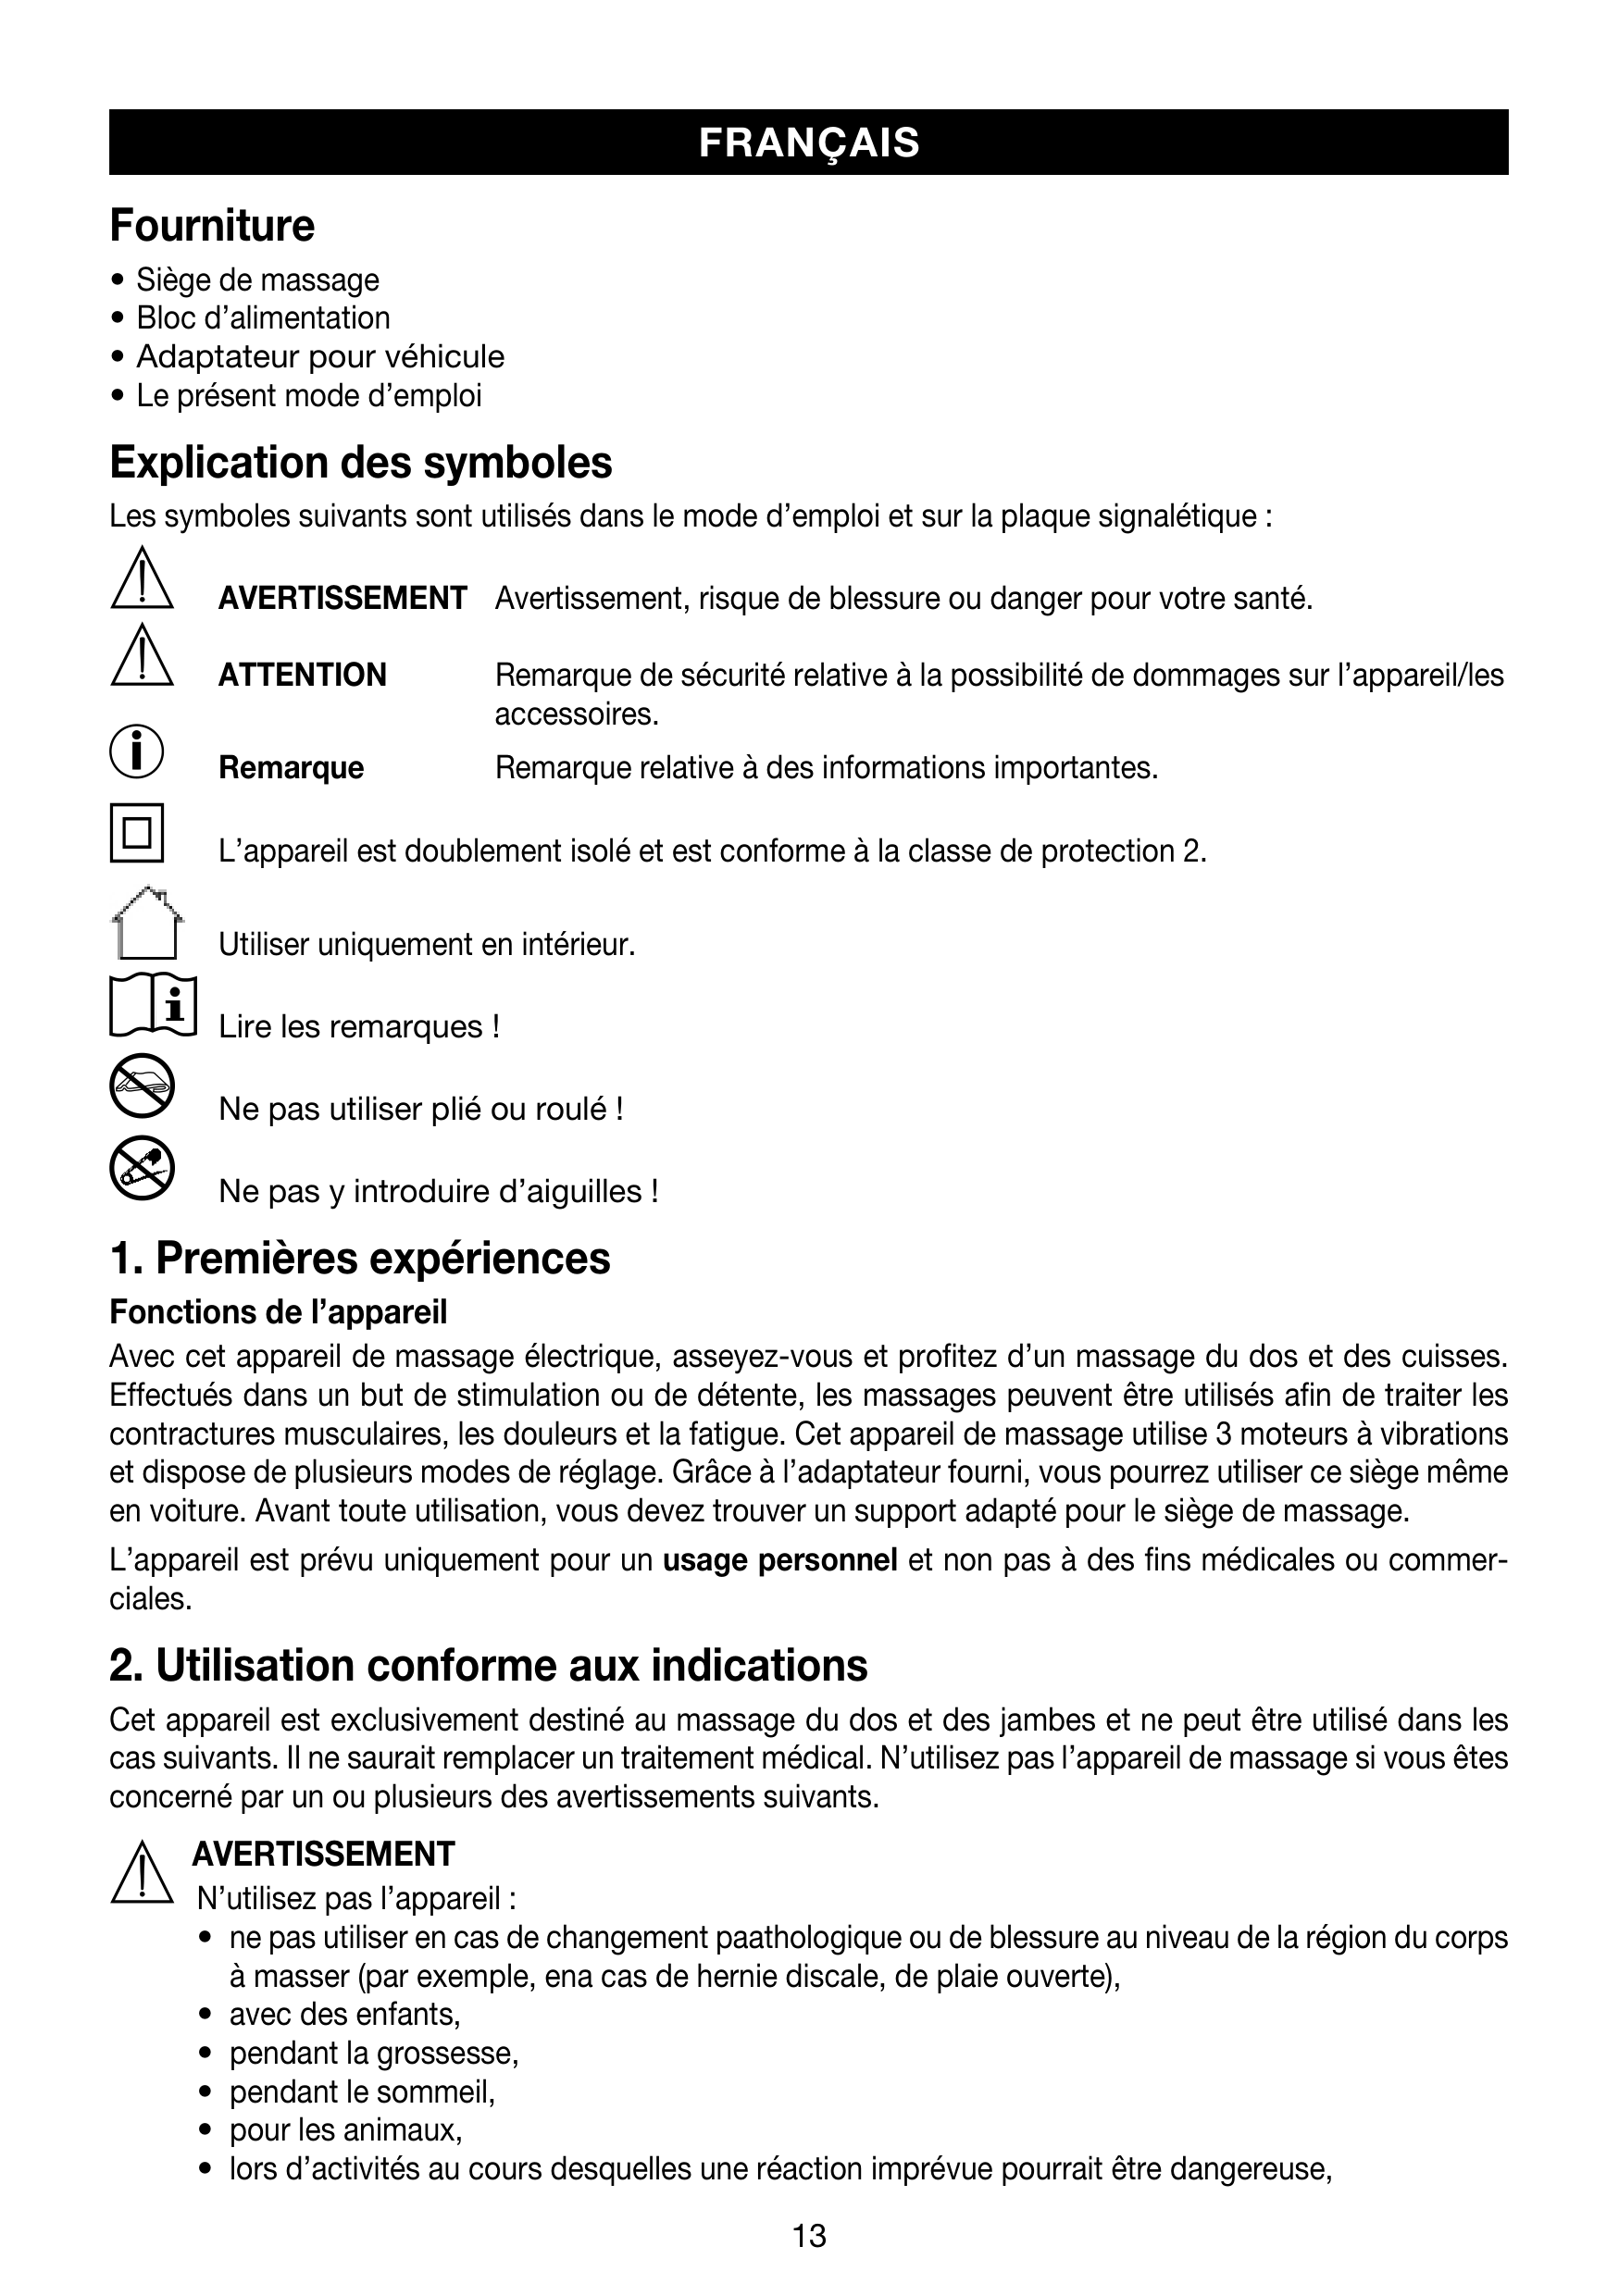 FRANÇAIS
Fourniture
• Siège de massage
• Bloc d’alimentation
• Adaptateur pour véhicule
• Le présent mode d’emploi
Explication des symboles
Les symboles suivants sont utilisés dans le mode d’emploi et sur la plaque signalétique :
AVERTISSEMENT Avertissement, risque de blessure ou danger pour votre santé.
ATTENTION Remarque de sécurité relative à la possibilité de dommages sur l’appareil/les
accessoires.
Remarque Remarque relative à des informations importantes.
L’appareil est doublement isolé et est conforme à la classe de protection 2.
Utiliser uniquement en intérieur.
Lire les remarques !
Ne pas utiliser plié ou roulé !
Ne pas y introduire d’aiguilles !
1. Premières expériences
Fonctions de l’appareil
Avec cet appareil de massage électrique, asseyez-vous et profitez d’un massage du dos et des cuisses.
Effectués dans un but de stimulation ou de détente, les massages peuvent être utilisés afin de traiter les
contractures musculaires, les douleurs et la fatigue. Cet appareil de massage utilise 3 moteurs à vibrations
et dispose de plusieurs modes de réglage. Grâce à l’adaptateur fourni, vous pourrez utiliser ce siège même
en voiture. Avant toute utilisation, vous devez trouver un support adapté pour le siège de massage.
L’appareil est prévu uniquement pour un usage personnel et non pas à des fins médicales ou commer-
ciales.
2. Utilisation conforme aux indications
Cet appareil est exclusivement destiné au massage du dos et des jambes et ne peut être utilisé dans les
cas suivants. Il ne saurait remplacer un traitement médical. N’utilisez pas l’appareil de massage si vous êtes
concerné par un ou plusieurs des avertissements suivants.
AVERTISSEMENT
N’utilisez pas l’appareil :
• ne pas utiliser en cas de changement paathologique ou de blessure au niveau de la région du corps
à masser (par exemple, ena cas de hernie discale, de plaie ouverte),
• avec des enfants,
• pendant la grossesse,
• pendant le sommeil,
• pour les animaux,
• lors d’activités au cours desquelles une réaction imprévue pourrait être dangereuse,
13